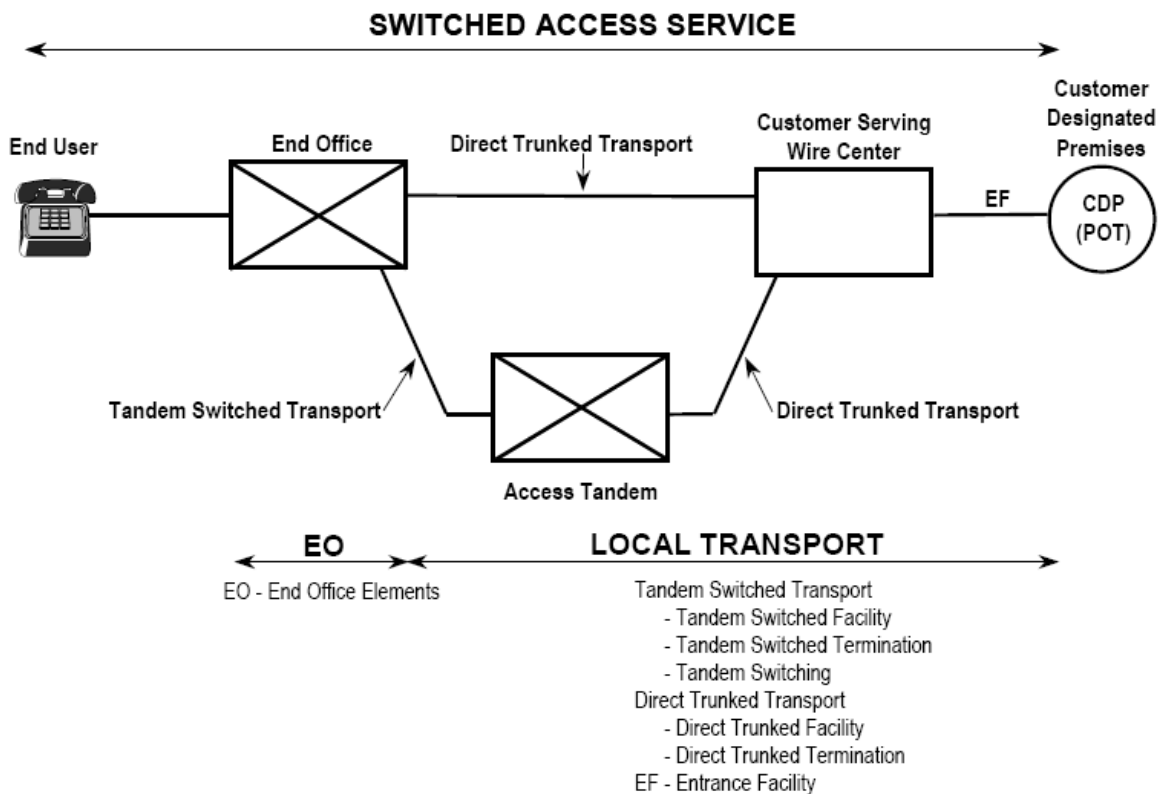 SWITCHED ACCESS SERVICE
Customer
Designated
Premises
End User
End Office
Direct Trunked Transport
Customer Serving
Wire Center
EF
CDP
(POT)
Tandem Switched Transport
Direct Trunked Transport
Access Tandem
EO
LOCAL TRANSPORT
EO - End Office Elements
Tandem Switched Transport
- Tandem Switched Facility
- Tandem Switched Termination
- Tandem Switching
Direct Trunked Transport
- Direct Trunked Facility
- Direct Trunked Termination
EF - Entrance Facility